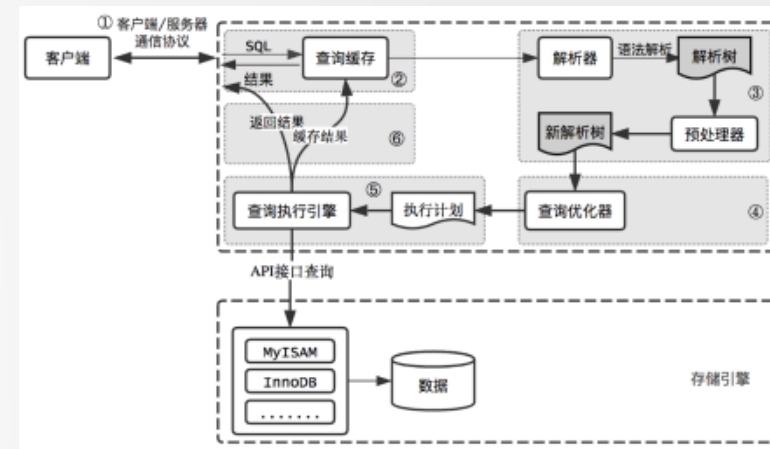 ① 客户端/服务器
通信协议
客户端
SQL
结果
查询缓存
②
解析器
语法解析
解析树
③
预处理器
新解析树
返回结果
缓存结果
⑥
查询执行引擎
⑤
执行计划
查询优化器
④
API接口查询
MyISAM
InnoDB
.......
数据
存储引擎